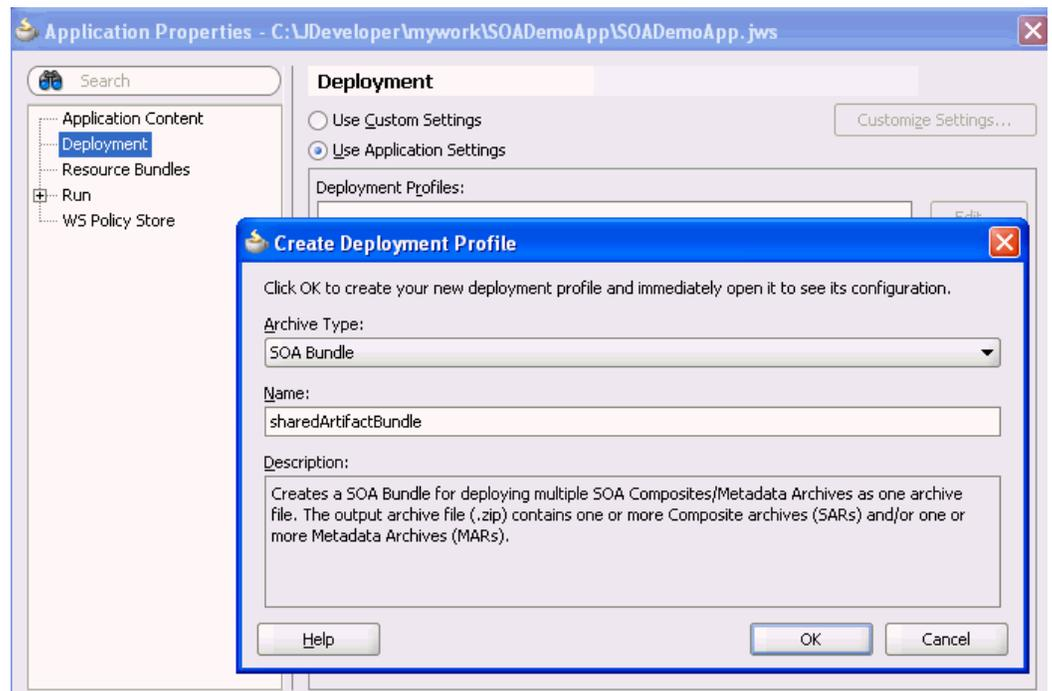 Application Properties - C:\JDeveloper\mywork\SOADemoApp\SOADemoApp.jws
Search
Application Content
Deployment
Resource Bundles
Run
WS Policy Store
Deployment
Use Custom Settings
Customize Settings...
Use Application Settings
Deployment Profiles:
Edit...
Create Deployment Profile
Click OK to create your new deployment profile and immediately open it to see its configuration.
Archive Type:
SOA Bundle
Name:
sharedArtifactBundle
Description:
Creates a SOA Bundle for deploying multiple SOA Composites/Metadata Archives as one archive
file. The output archive file (.zip) contains one or more Composite archives (SARs) and/or one or
more Metadata Archives (MARs).
Help
OK
Cancel